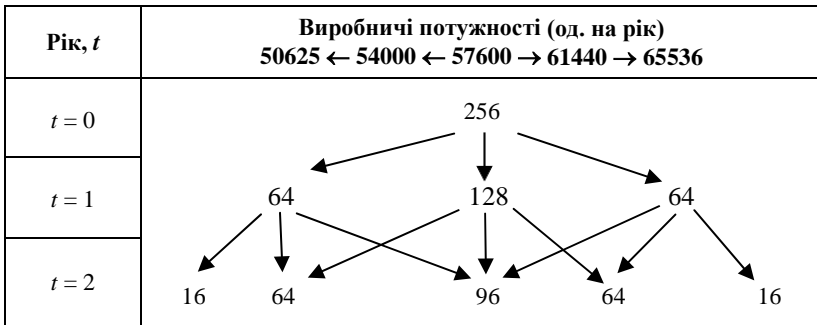 Рік, t
Виробничі потужності (од. на рік)
50625 ← 54000 ← 57600 → 61440 → 65536
t = 0
256
t = 1
64 128 64
t = 2
16 64 96 64 16